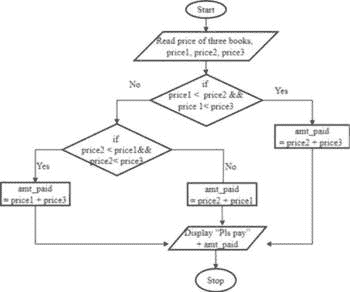 Start
Read price of three books,
price1, price2, price3
if
price1 < price2 &&
price 1< price3
No
Yes
if
price2 < price1&&
price2< price3
amt_paid
= price2 + price3
Yes
No
amt_paid
= price1 + price3
amt_paid
= price2 + price1
Display "Pls pay"
+ amt_paid
Stop